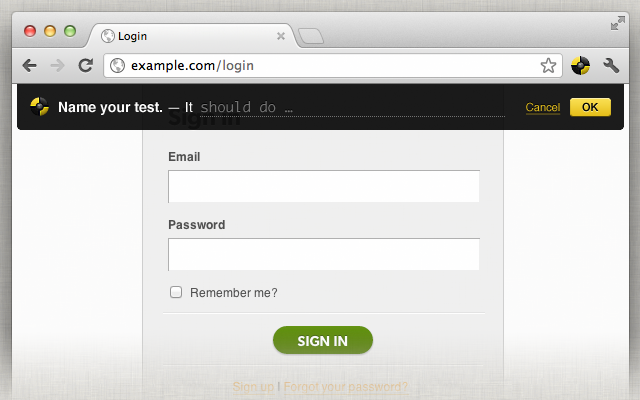 Login
example.com/login
Name your test. — It should do … Cancel OK
Sign in
Email
Password
Remember me?
SIGN IN
Sign up | Forgot your password?